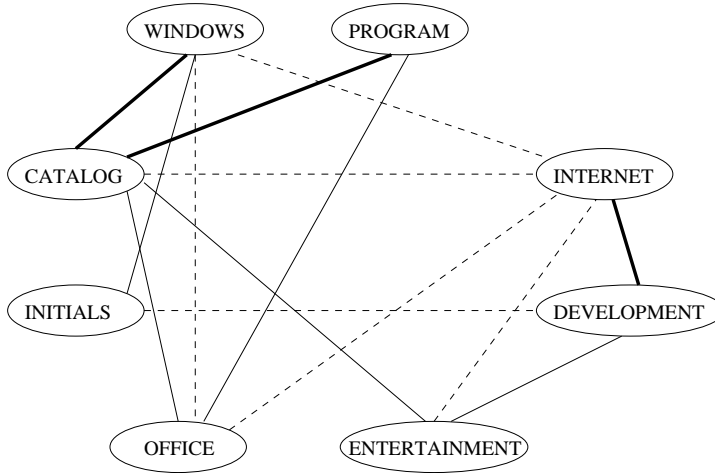 WINDOWS
PROGRAM
CATALOG
INTERNET
INITIALS
DEVELOPMENT
OFFICE
ENTERTAINMENT